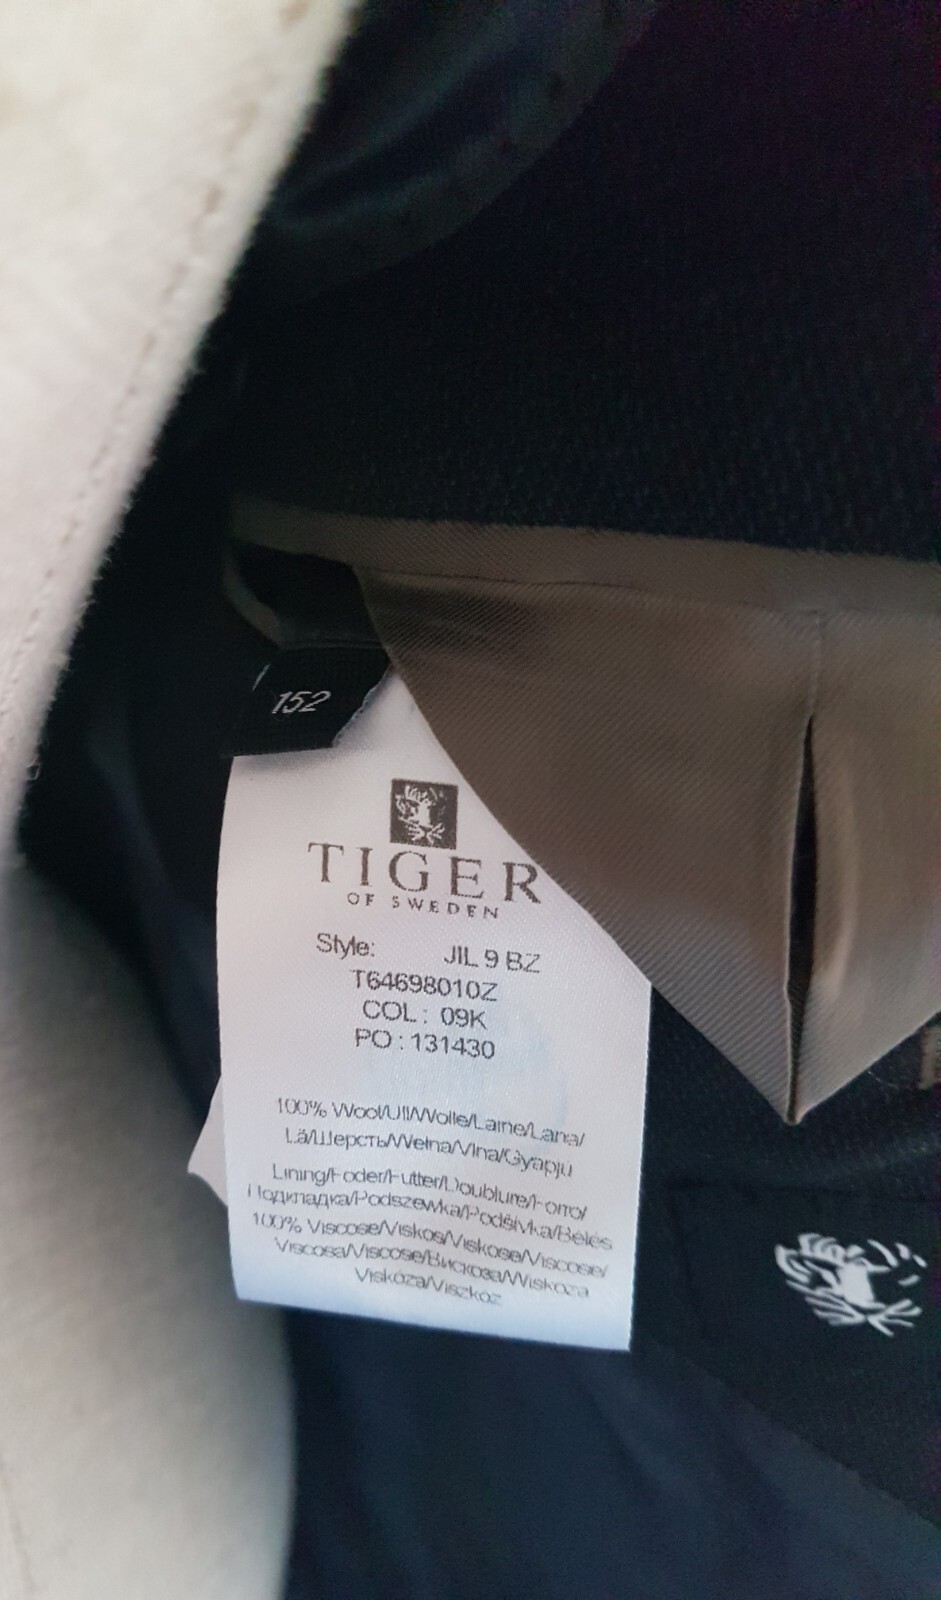 152
TIGER
OF SWEDEN
Style: JIL 9 BZ
T64698010Z
COL : 09K
PO : 131430
100% Wool/Ull/Wolle/Laine/Lana/
Lã/Шерсть/Wełna/Vlna/Gyapjú
Lining/Foder/Futter/Doublure/Forro/
Подкладка/Podszewka/Podšívka/Bélés
100% Viscose/Viskos/Viskose/Viscose/
Viscosa/Viscose/Вискоза/Wiskoza
Viskóza/Viszkoz